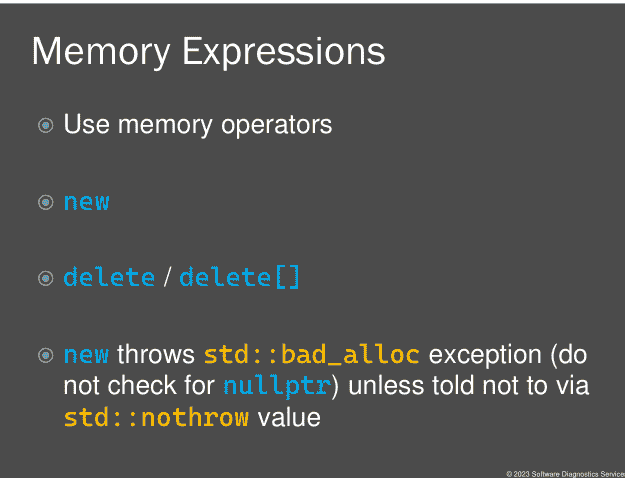 Memory Expressions
Use memory operators
new
delete / delete[]
new throws std::bad_alloc exception (do
not check for nullptr) unless told not to via
std::nothrow value
© 2023 Software Diagnostics Services